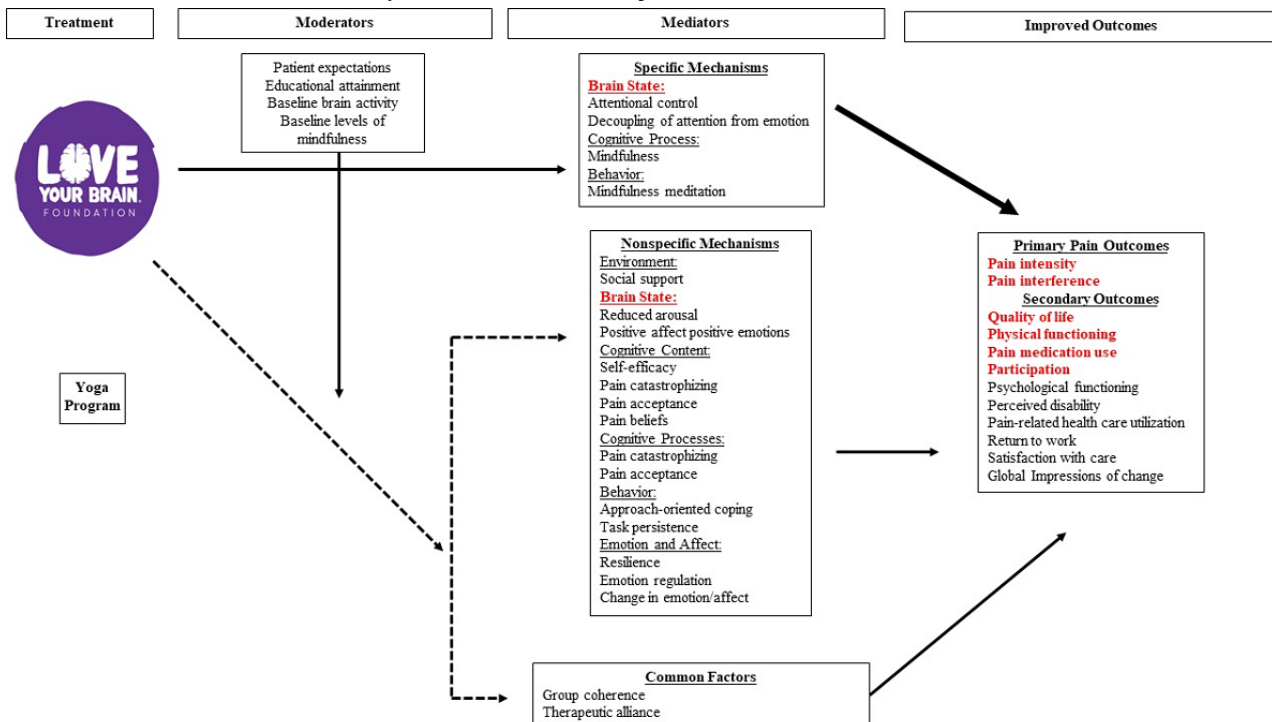 Treatment
Moderators
Mediators
Improved Outcomes
Patient expectations
Educational attainment
Baseline brain activity
Baseline levels of
mindfulness
LOVE
YOUR BRAIN.
FOUNDATION
Yoga
Program
Specific Mechanisms
Brain State:
Attentional control
Decoupling of attention from emotion
Cognitive Process:
Mindfulness
Behavior:
Mindfulness meditation
Nonspecific Mechanisms
Environment:
Social support
Brain State:
Reduced arousal
Positive affect positive emotions
Cognitive Content:
Self-efficacy
Pain catastrophizing
Pain acceptance
Pain beliefs
Cognitive Processes:
Pain catastrophizing
Pain acceptance
Behavior:
Approach-oriented coping
Task persistence
Emotion and Affect:
Resilience
Emotion regulation
Change in emotion/affect
Common Factors
Group coherence
Therapeutic alliance
Primary Pain Outcomes
Pain intensity
Pain interference
Secondary Outcomes
Quality of life
Physical functioning
Pain medication use
Participation
Psychological functioning
Perceived disability
Pain-related health care utilization
Return to work
Satisfaction with care
Global Impressions of change